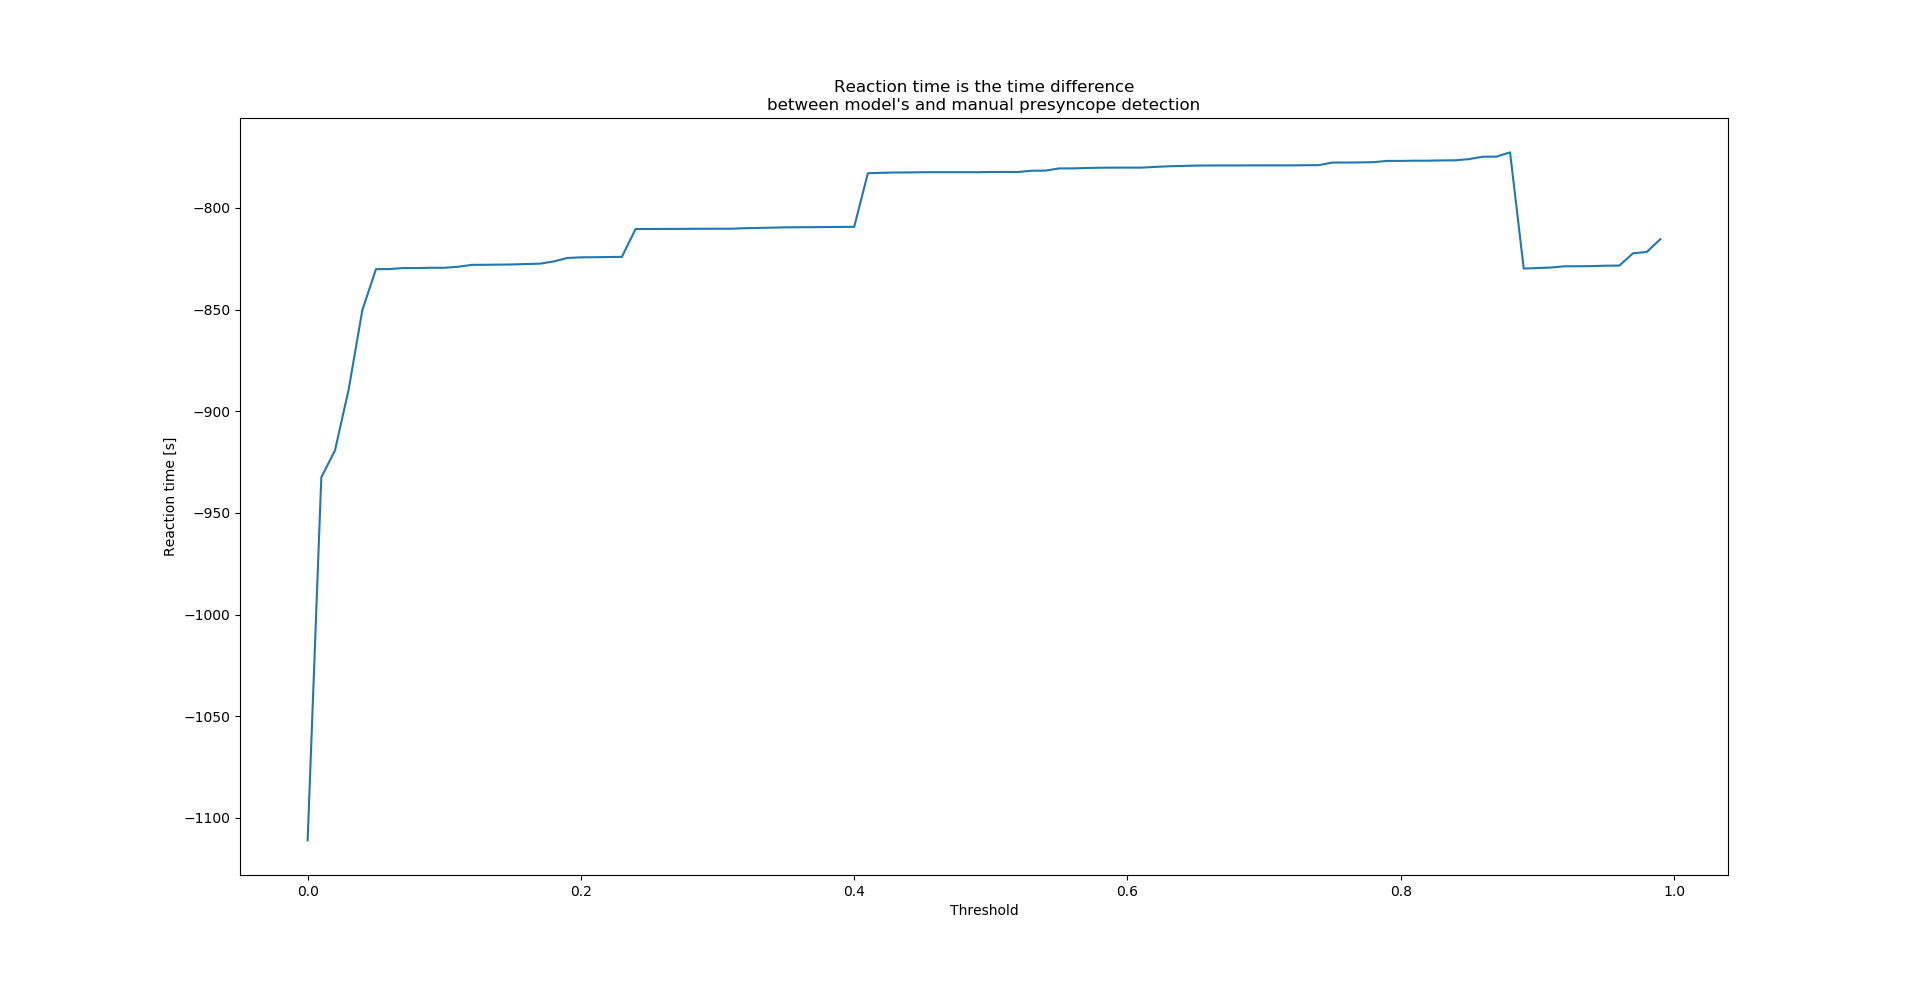 Reaction time is the time difference
between model's and manual presyncope detection
−800
−850
−900
−950
−1000
−1050
−1100
Reaction time [s]
0.0 0.2 0.4 0.6 0.8 1.0
Threshold